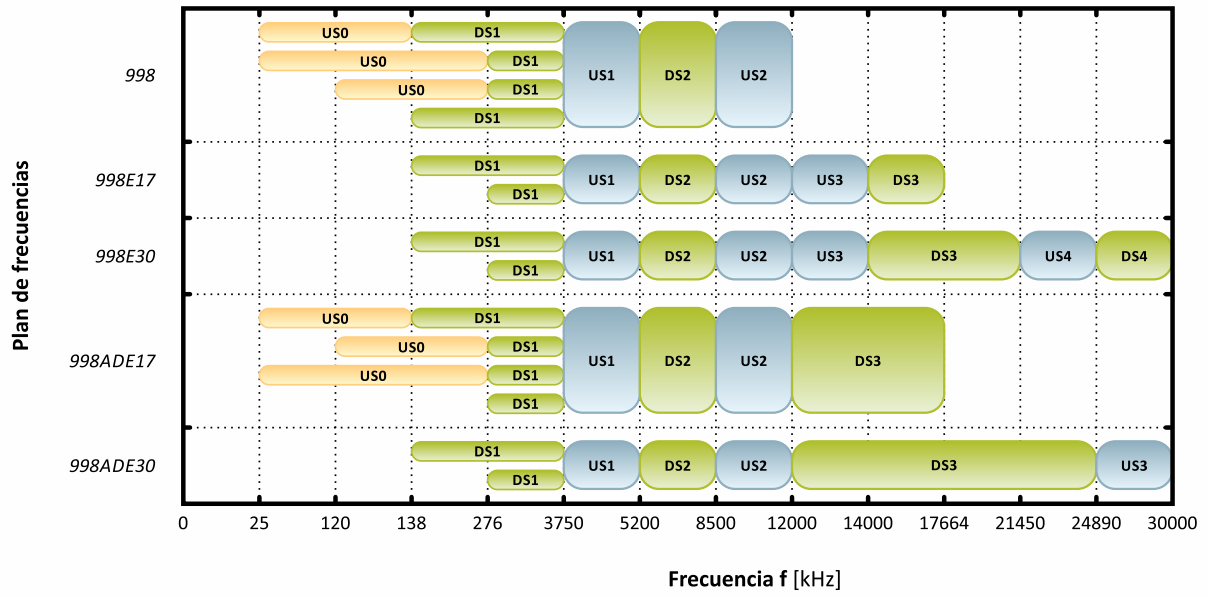 US0 DS1
US0 DS1
998 US0 DS1 US1 DS2 US2
DS1
998E17 DS1 US1 DS2 US2 US3 DS3
DS1
998E30 DS1 US1 DS2 US2 US3 DS3 US4 DS4
DS1
Plan de frecuencias
US0 DS1
US0 DS1
998ADE17 US1 DS2 US2 DS3
US0 DS1
DS1
998ADE30 DS1 US1 DS2 US2 DS3 US3
DS1
0 25 120 138 276 3750 5200 8500 12000 14000 17664 21450 24890 30000
Frecuencia f [kHz]